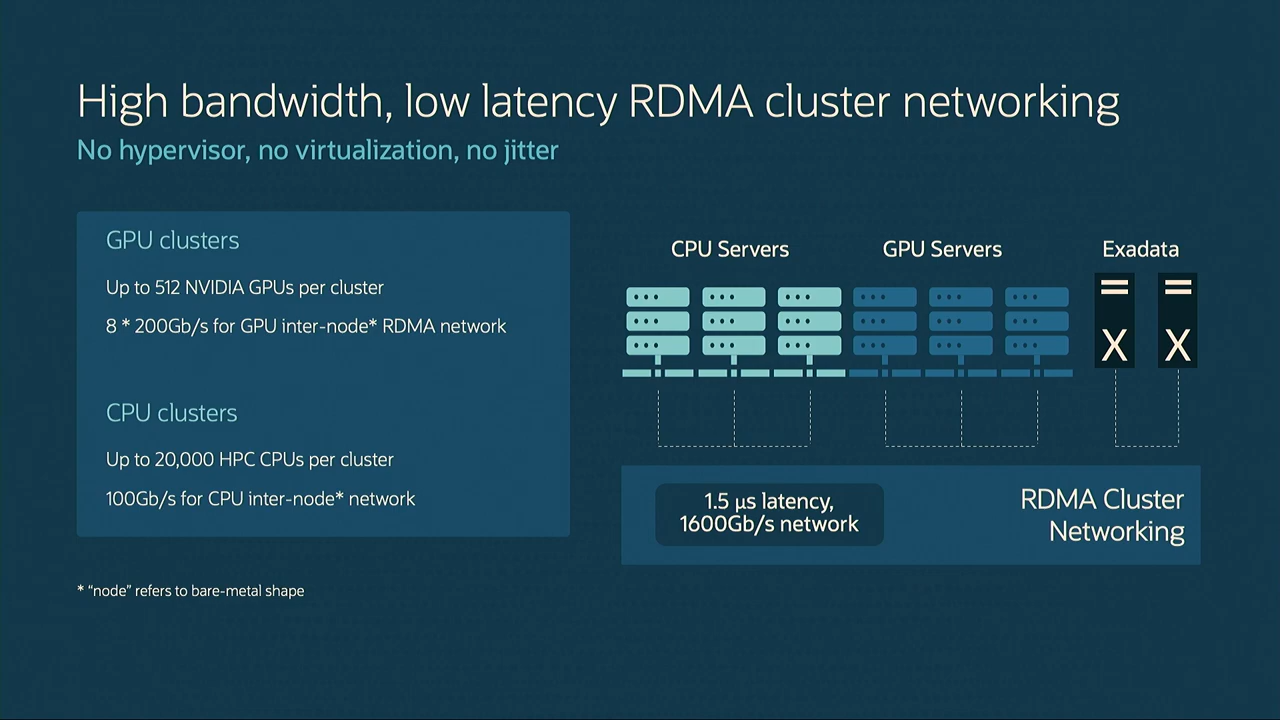 High bandwidth, low latency RDMA cluster networking
No hypervisor, no virtualization, no jitter
GPU clusters
Up to 512 NVIDIA GPUs per cluster
8 * 200Gb/s for GPU inter-node* RDMA network
CPU clusters
Up to 20,000 HPC CPUs per cluster
100Gb/s for CPU inter-node* network
* “node” refers to bare-metal shape
CPU Servers
GPU Servers
Exadata
X
X
1.5 µs latency,
1600Gb/s network
RDMA Cluster
Networking